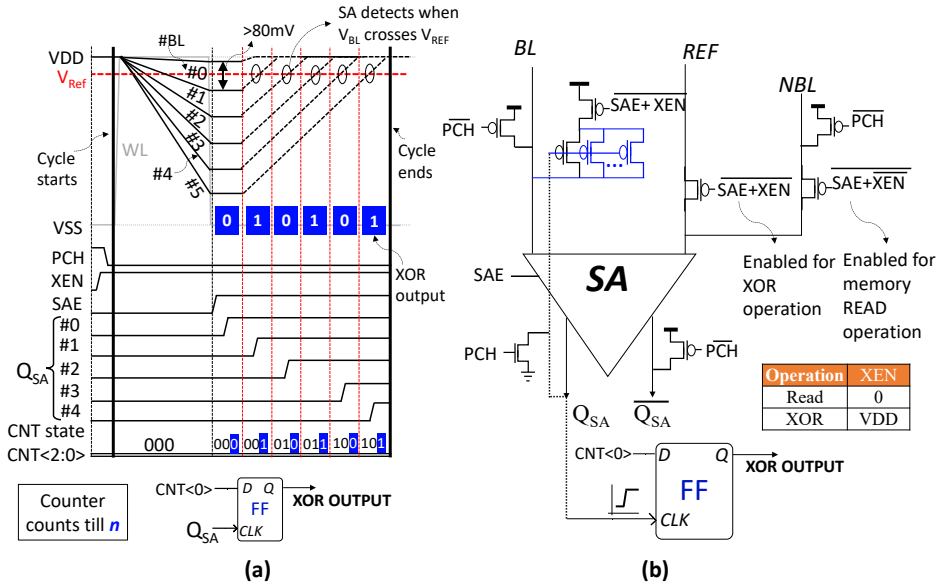 #BL
>80mV
SA detects when
V_BL crosses V_REF
VDD
V_Ref
#0
#1
#2
#3
#4
#5
WL
Cycle
starts
Cycle
ends
VSS
0 1 0 1 0 1
XOR
output
PCH
XEN
SAE
Q_SA
#0
#1
#2
#3
#4
CNT state
CNT<2:0>
000
000 001 010 011 100 101
Counter
counts till n
CNT<0>
D Q
FF
CLK
Q_SA
XOR OUTPUT
(a)
BL
REF
NBL
PCH
SAE+ XEN
PCH
...
SAE+XEN
SAE+XEN
SAE
SA
Enabled for
XOR
operation
Enabled for
memory
READ
operation
PCH
PCH
Q_SA
Q_SA
Operation XEN
Read 0
XOR VDD
CNT<0>
D Q
FF
CLK
XOR OUTPUT
(b)